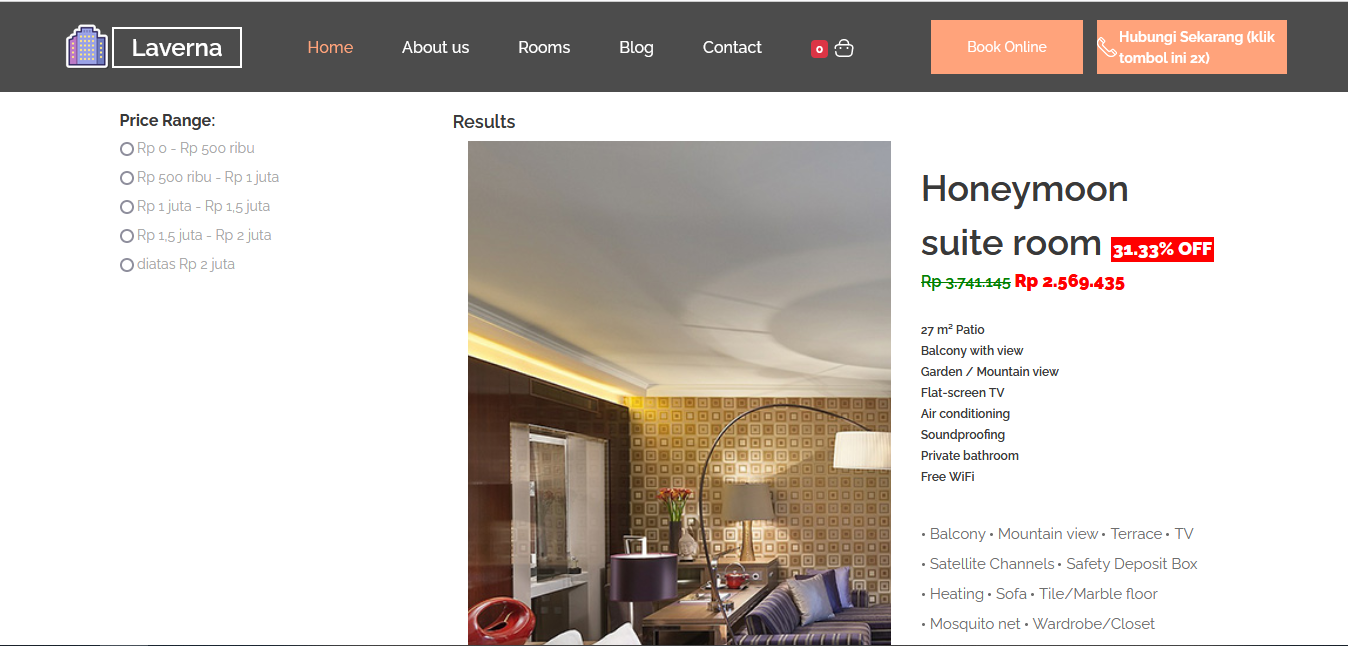 Laverna
Home
About us
Rooms
Blog
Contact
0
Book Online
Hubungi Sekarang (klik
tombol ini 2x)
Price Range:
Rp 0 - Rp 500 ribu
Rp 500 ribu - Rp 1 juta
Rp 1 juta - Rp 1,5 juta
Rp 1,5 juta - Rp 2 juta
diatas Rp 2 juta
Results
Honeymoon
suite room 31.33% OFF
Rp 3.741.145 Rp 2.569.435
27 m² Patio
Balcony with view
Garden / Mountain view
Flat-screen TV
Air conditioning
Soundproofing
Private bathroom
Free WiFi
• Balcony • Mountain view • Terrace • TV
• Satellite Channels • Safety Deposit Box
• Heating • Sofa • Tile/Marble floor
• Mosquito net • Wardrobe/Closet